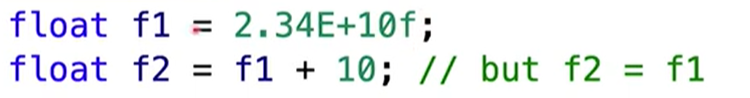 float f1 = 2.34E+10f;
float f2 = f1 + 10; // but f2 = f1